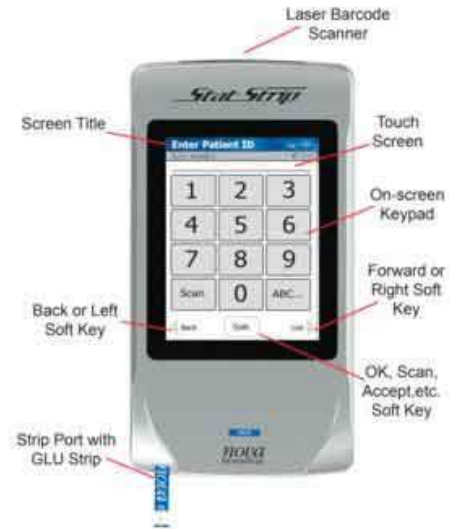 Laser Barcode
Scanner
Stat Strip
Screen Title
Enter Patient ID
Touch
Screen
1 2 3
4 5 6
7 8 9
Scan 0 ABC...
On-screen
Keypad
Forward or
Right Soft
Key
Back or Left
Soft Key
Back
OK, Scan,
Accept,etc.
Soft Key
Strip Port with
GLU Strip
nova